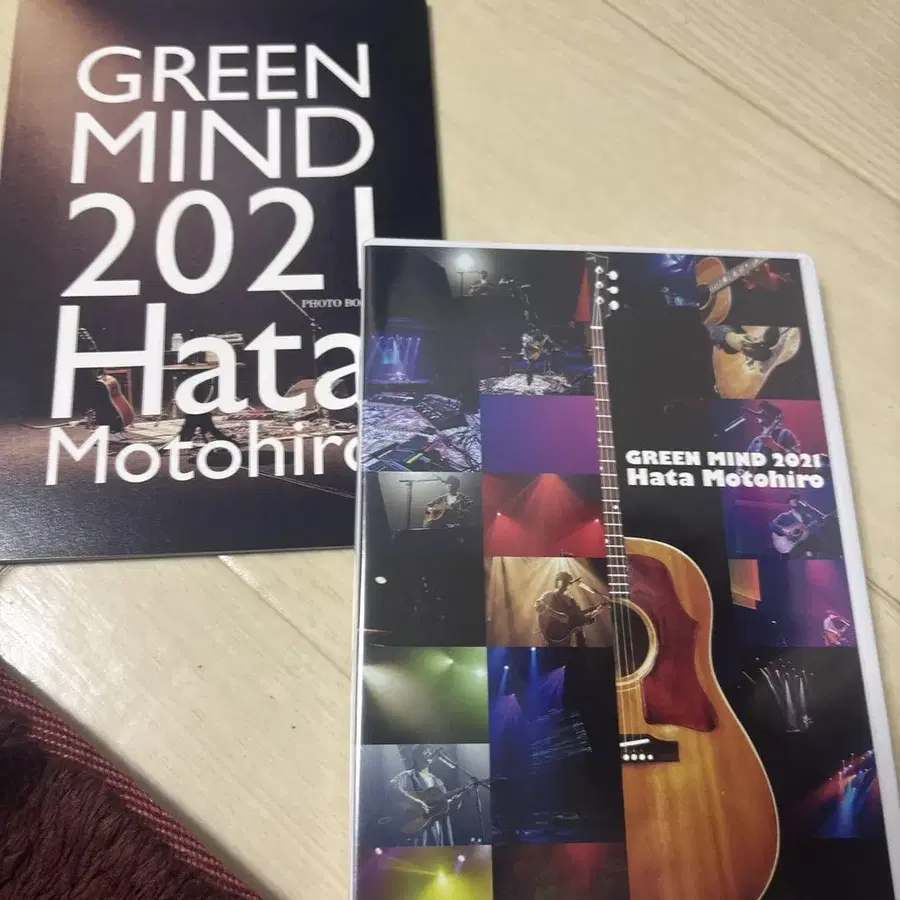 GREEN
MIND
2021
PHOTO BO
Hata
Motohiro
GREEN MIND 2021
Hata Motohiro